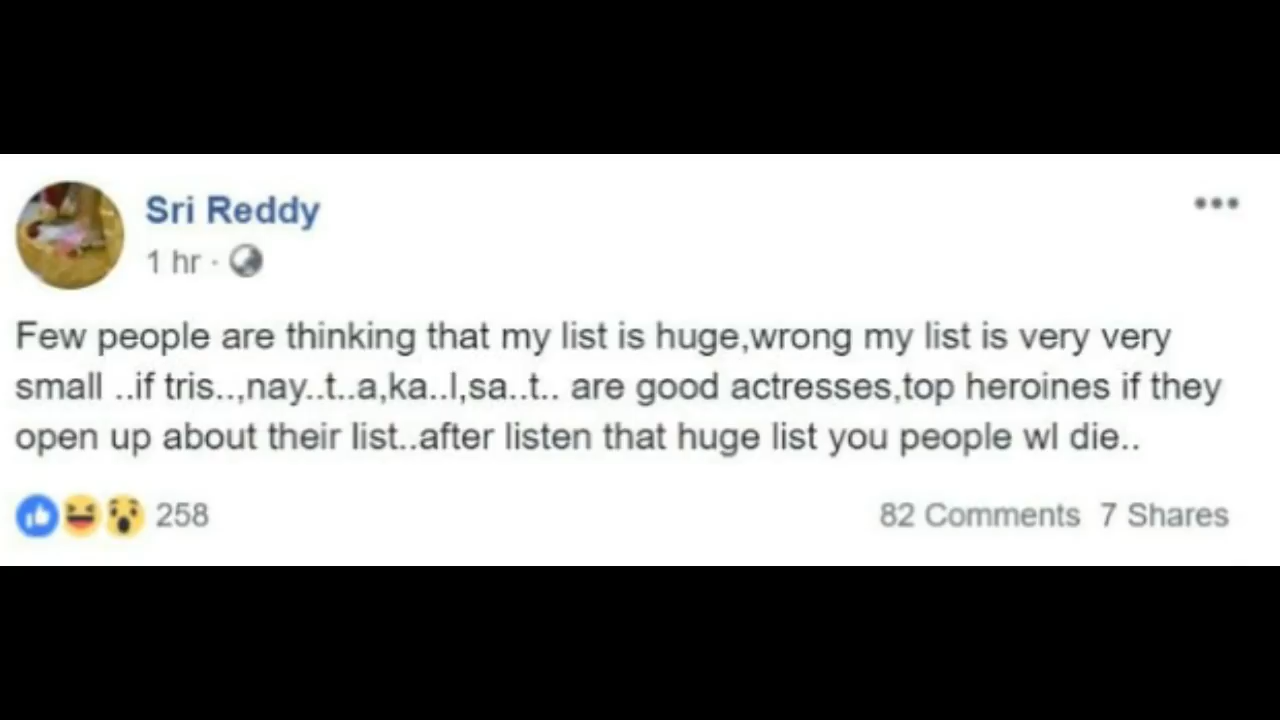 Sri Reddy
1 hr ·
Few people are thinking that my list is huge,wrong my list is very very
small ..if tris..,nay..t..a,ka..l,sa..t.. are good actresses,top heroines if they
open up about their list..after listen that huge list you people wl die..
258
82 Comments 7 Shares